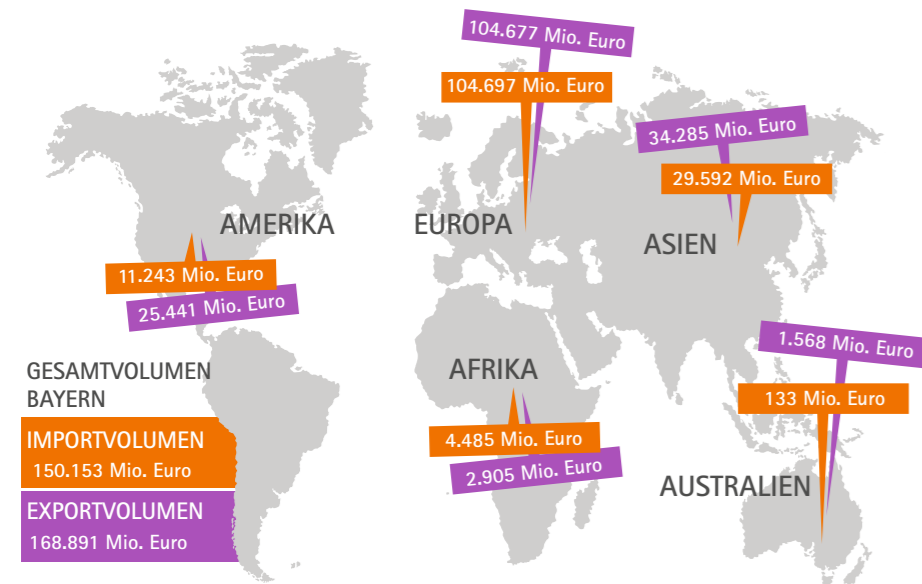 104.677 Mio. Euro
104.697 Mio. Euro
EUROPA
34.285 Mio. Euro
29.592 Mio. Euro
ASIEN
AMERIKA
11.243 Mio. Euro
25.441 Mio. Euro
AFRIKA
4.485 Mio. Euro
2.905 Mio. Euro
1.568 Mio. Euro
133 Mio. Euro
AUSTRALIEN
GESAMTVOLUMEN
BAYERN
IMPORTVOLUMEN
150.153 Mio. Euro
EXPORTVOLUMEN
168.891 Mio. Euro